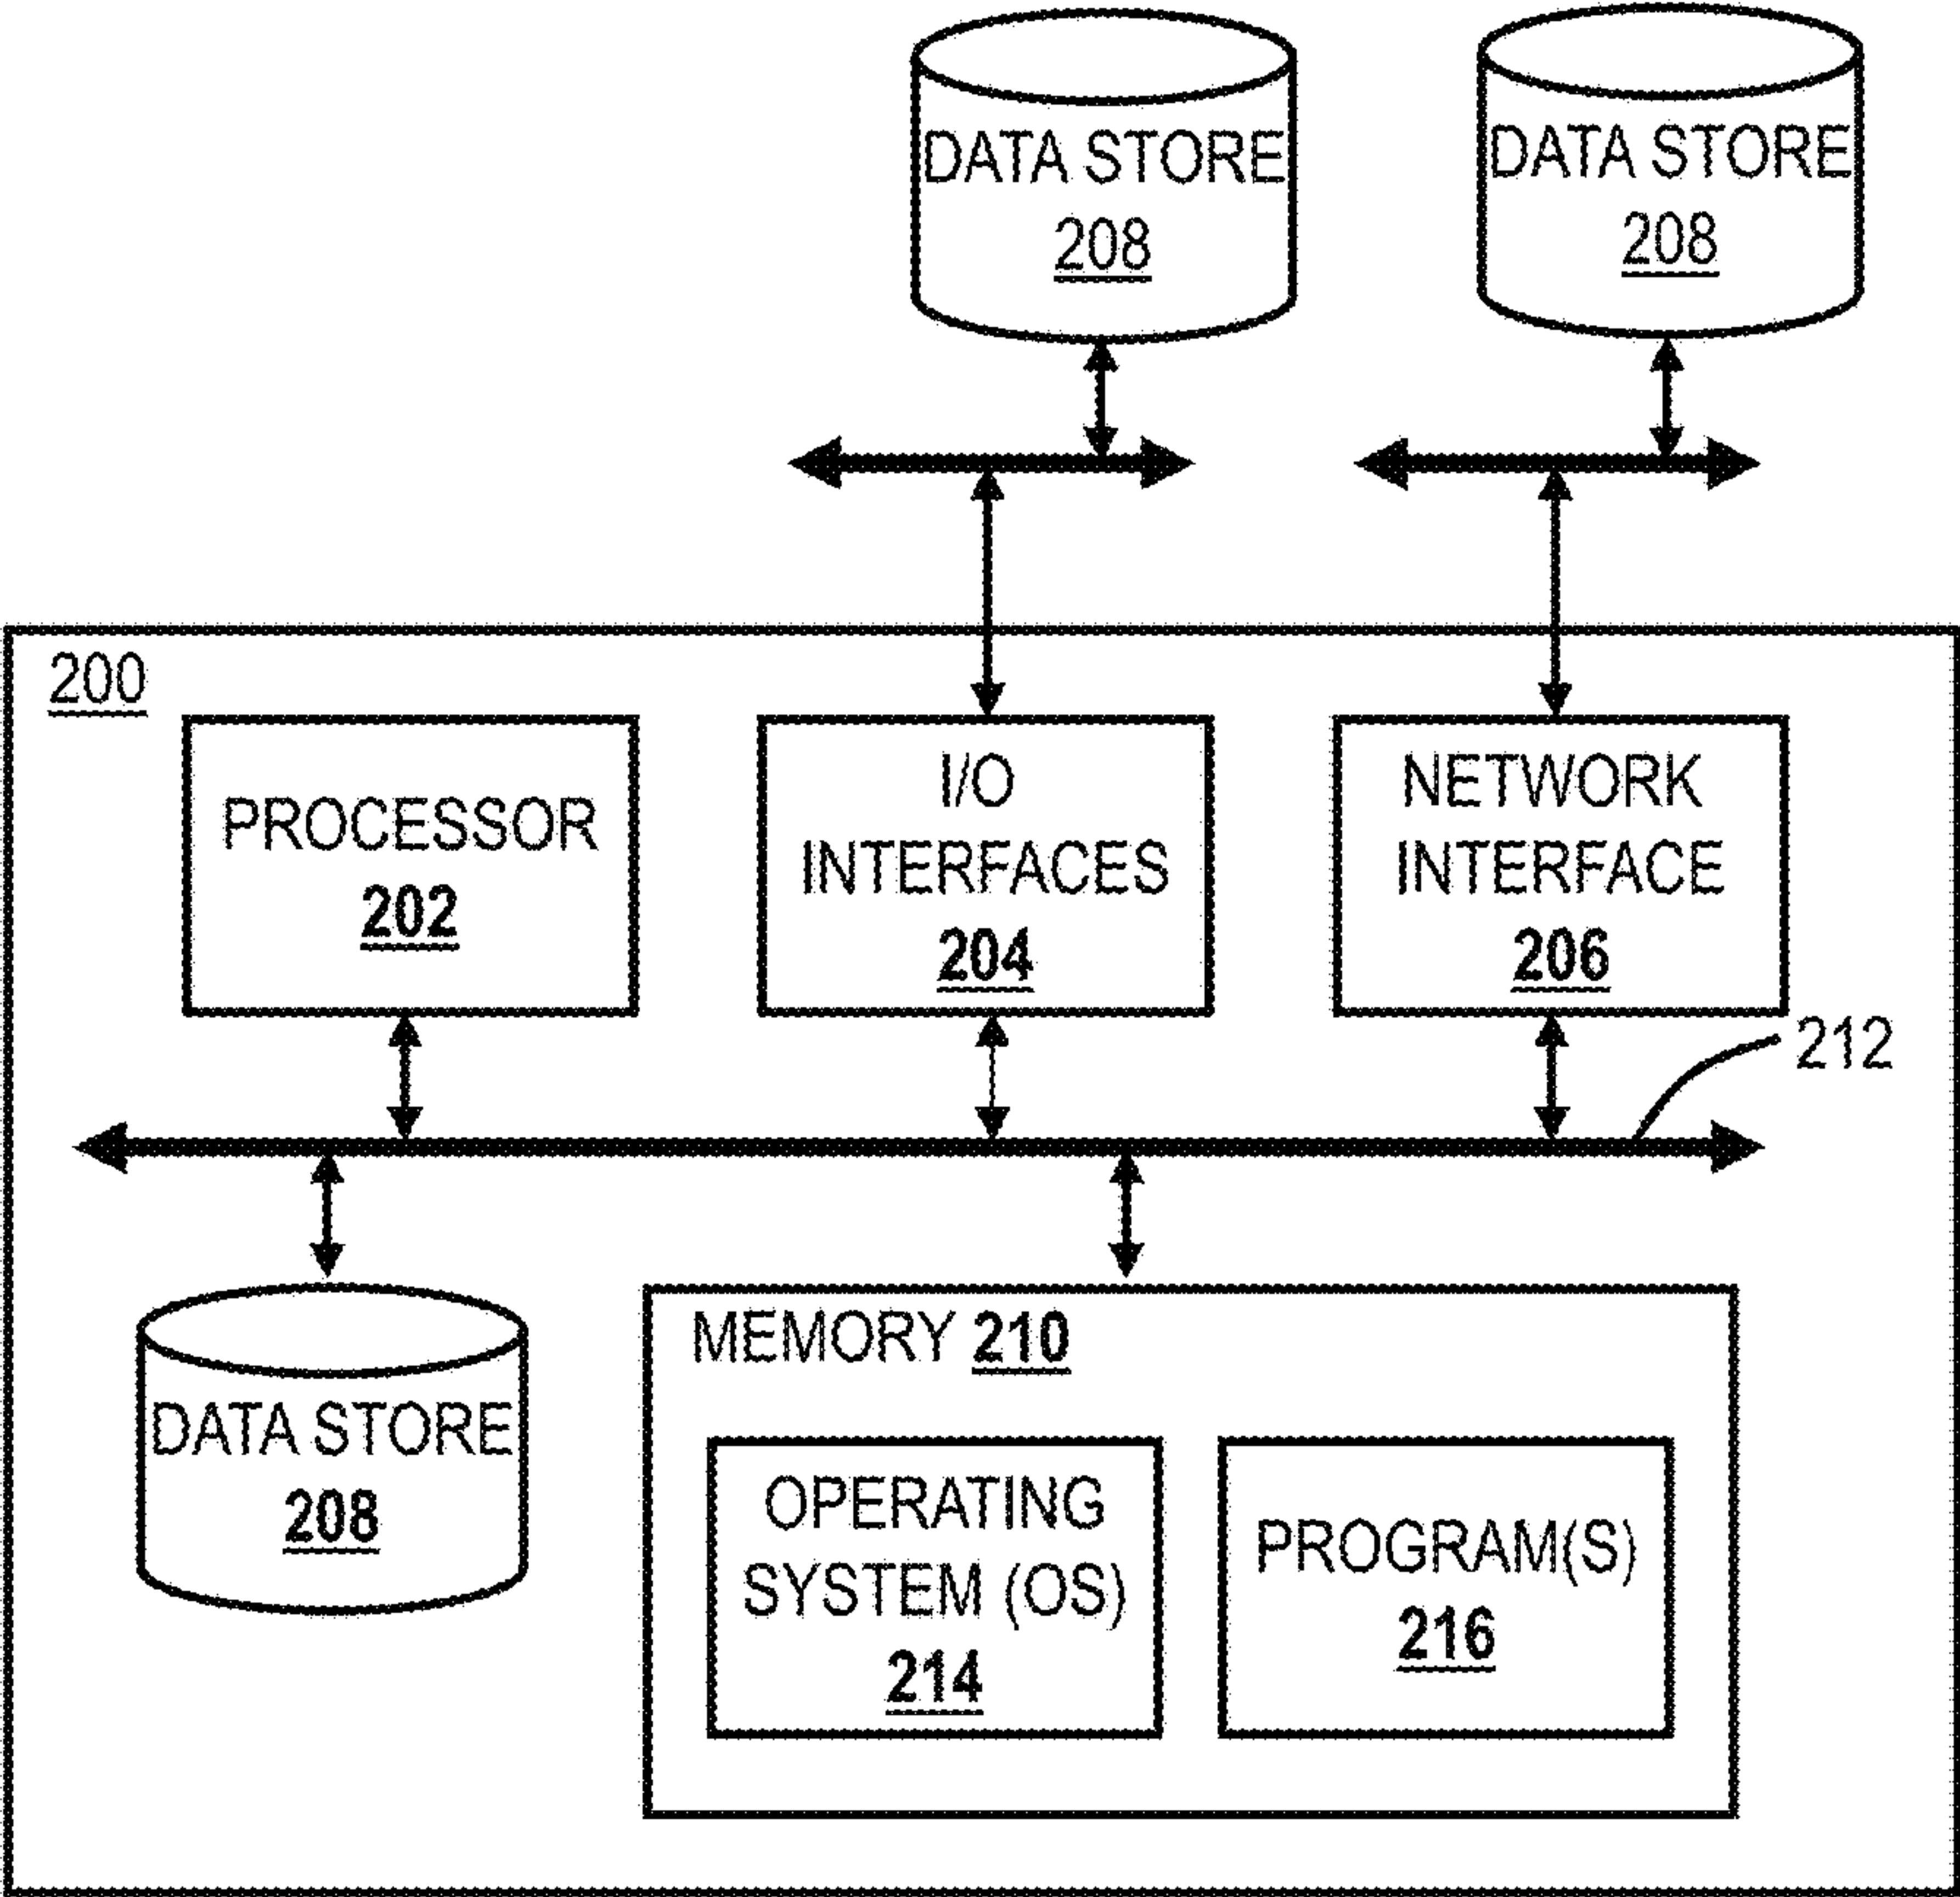 DATA STORE
208
DATA STORE
208
200
PROCESSOR
202
I/O
INTERFACES
204
NETWORK
INTERFACE
206
212
DATA STORE
208
MEMORY 210
OPERATING
SYSTEM (OS)
214
PROGRAM(S)
216